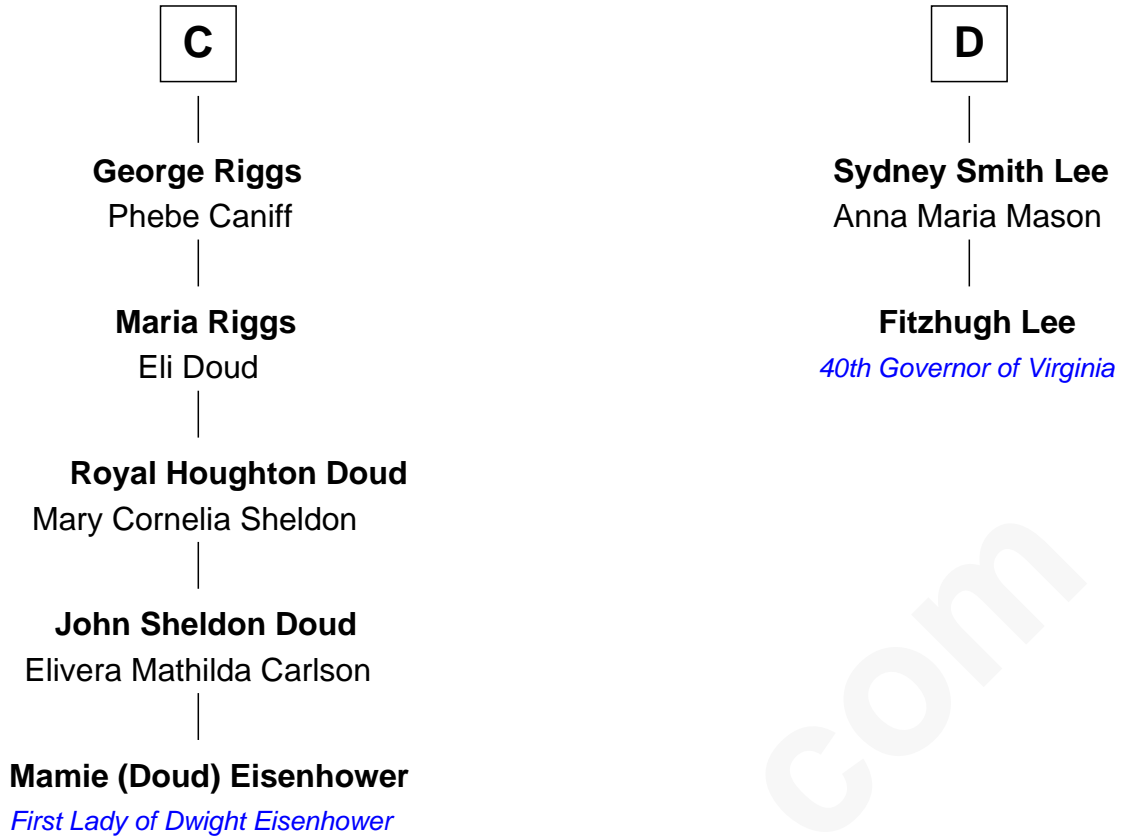 C
George Riggs
Phebe Caniff
Maria Riggs
Eli Doud
Royal Houghton Doud
Mary Cornelia Sheldon
John Sheldon Doud
Elivera Mathilda Carlson
Mamie (Doud) Eisenhower
First Lady of Dwight Eisenhower
D
Sydney Smith Lee
Anna Maria Mason
Fitzhugh Lee
40th Governor of Virginia
com